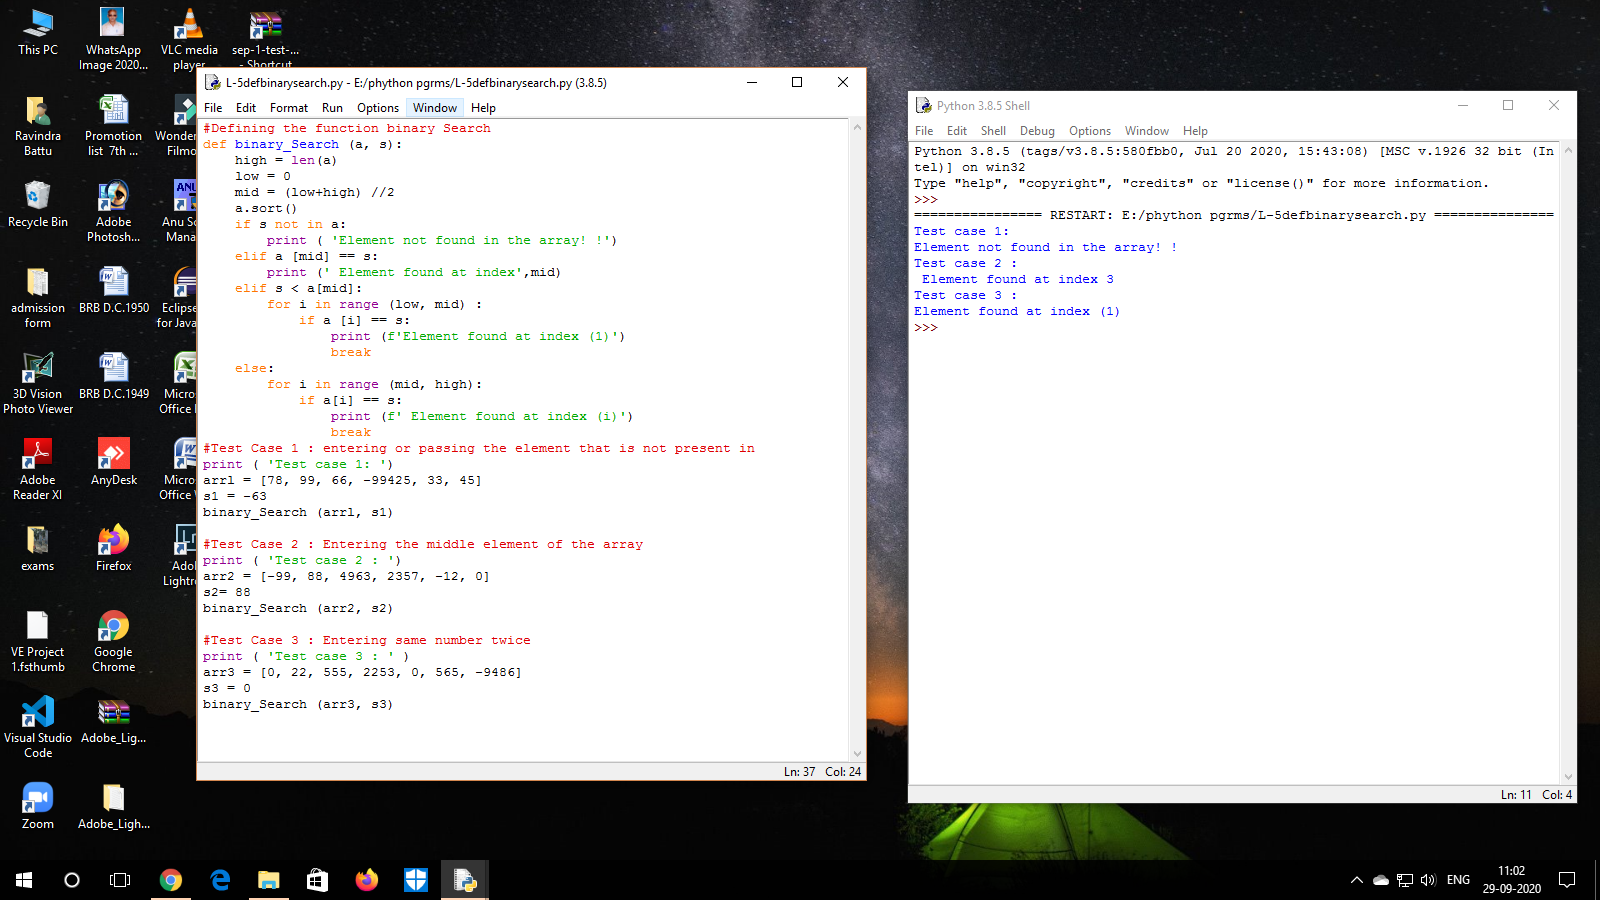 This PC
WhatsApp
Image 2020...
VLC media
player
sep-1-test-...
- Shortcut
Ravindra
Battu
Promotion
list 7th ...
Wonder
Filmo
Recycle Bin
Adobe
Photosh...
Anu Sc
Mana
admission
form
BRB D.C.1950
Eclipse
for Java
3D Vision
Photo Viewer
BRB D.C.1949
Micros
Office
Adobe
Reader XI
AnyDesk
Micros
Office
exams
Firefox
Adob
Lightro
VE Project
1.fsthumb
Google
Chrome
Visual Studio
Code
Adobe_Lig...
Zoom
Adobe_Ligh...
L-5defbinarysearch.py - E:/phython pgrms/L-5defbinarysearch.py (3.8.5)
File Edit Format Run Options Window Help
#Defining the function binary Search
def binary_Search (a, s):
    high = len(a)
    low = 0
    mid = (low+high) //2
    a.sort()
    if s not in a:
        print ( 'Element not found in the array! !')
    elif a [mid] == s:
        print (' Element found at index',mid)
    elif s < a[mid]:
        for i in range (low, mid) :
            if a [i] == s:
                print (f'Element found at index (1)')
                break
    else:
        for i in range (mid, high):
            if a[i] == s:
                print (f' Element found at index (i)')
                break
#Test Case 1 : entering or passing the element that is not present in
print ( 'Test case 1: ')
arrl = [78, 99, 66, -99425, 33, 45]
s1 = -63
binary_Search (arrl, s1)
#Test Case 2 : Entering the middle element of the array
print ( 'Test case 2 : ')
arr2 = [-99, 88, 4963, 2357, -12, 0]
s2= 88
binary_Search (arr2, s2)
#Test Case 3 : Entering same number twice
print ( 'Test case 3 : ' )
arr3 = [0, 22, 555, 2253, 0, 565, -9486]
s3 = 0
binary_Search (arr3, s3)
Ln: 37 Col: 24
Python 3.8.5 Shell
File Edit Shell Debug Options Window Help
Python 3.8.5 (tags/v3.8.5:580fbb0, Jul 20 2020, 15:43:08) [MSC v.1926 32 bit (In
tel)] on win32
Type "help", "copyright", "credits" or "license()" for more information.
>>>
================ RESTART: E:/phython pgrms/L-5defbinarysearch.py ===============
Test case 1:
Element not found in the array! !
Test case 2 :
 Element found at index 3
Test case 3 :
Element found at index (1)
>>>
Ln: 11 Col: 4
ENG
11:02
29-09-2020